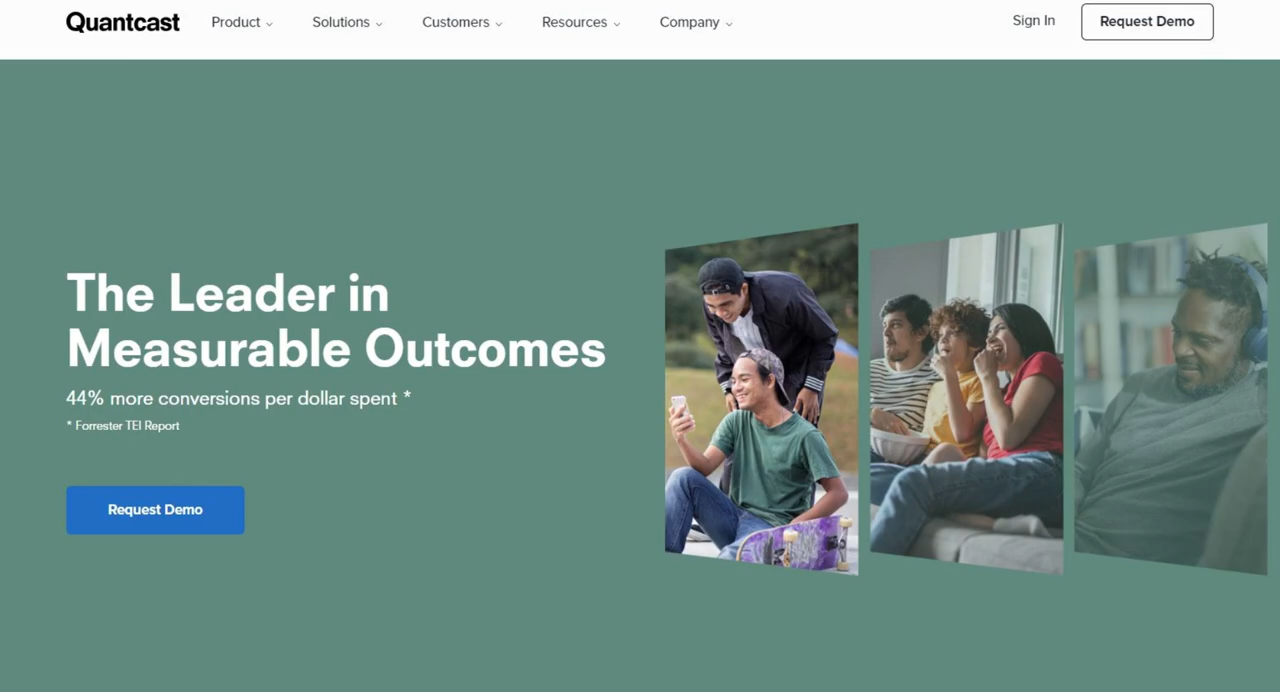 Quantcast Product Solutions Customers Resources Company Sign In Request Demo
The Leader in
Measurable Outcomes
44% more conversions per dollar spent *
* Forrester TEI Report
Request Demo